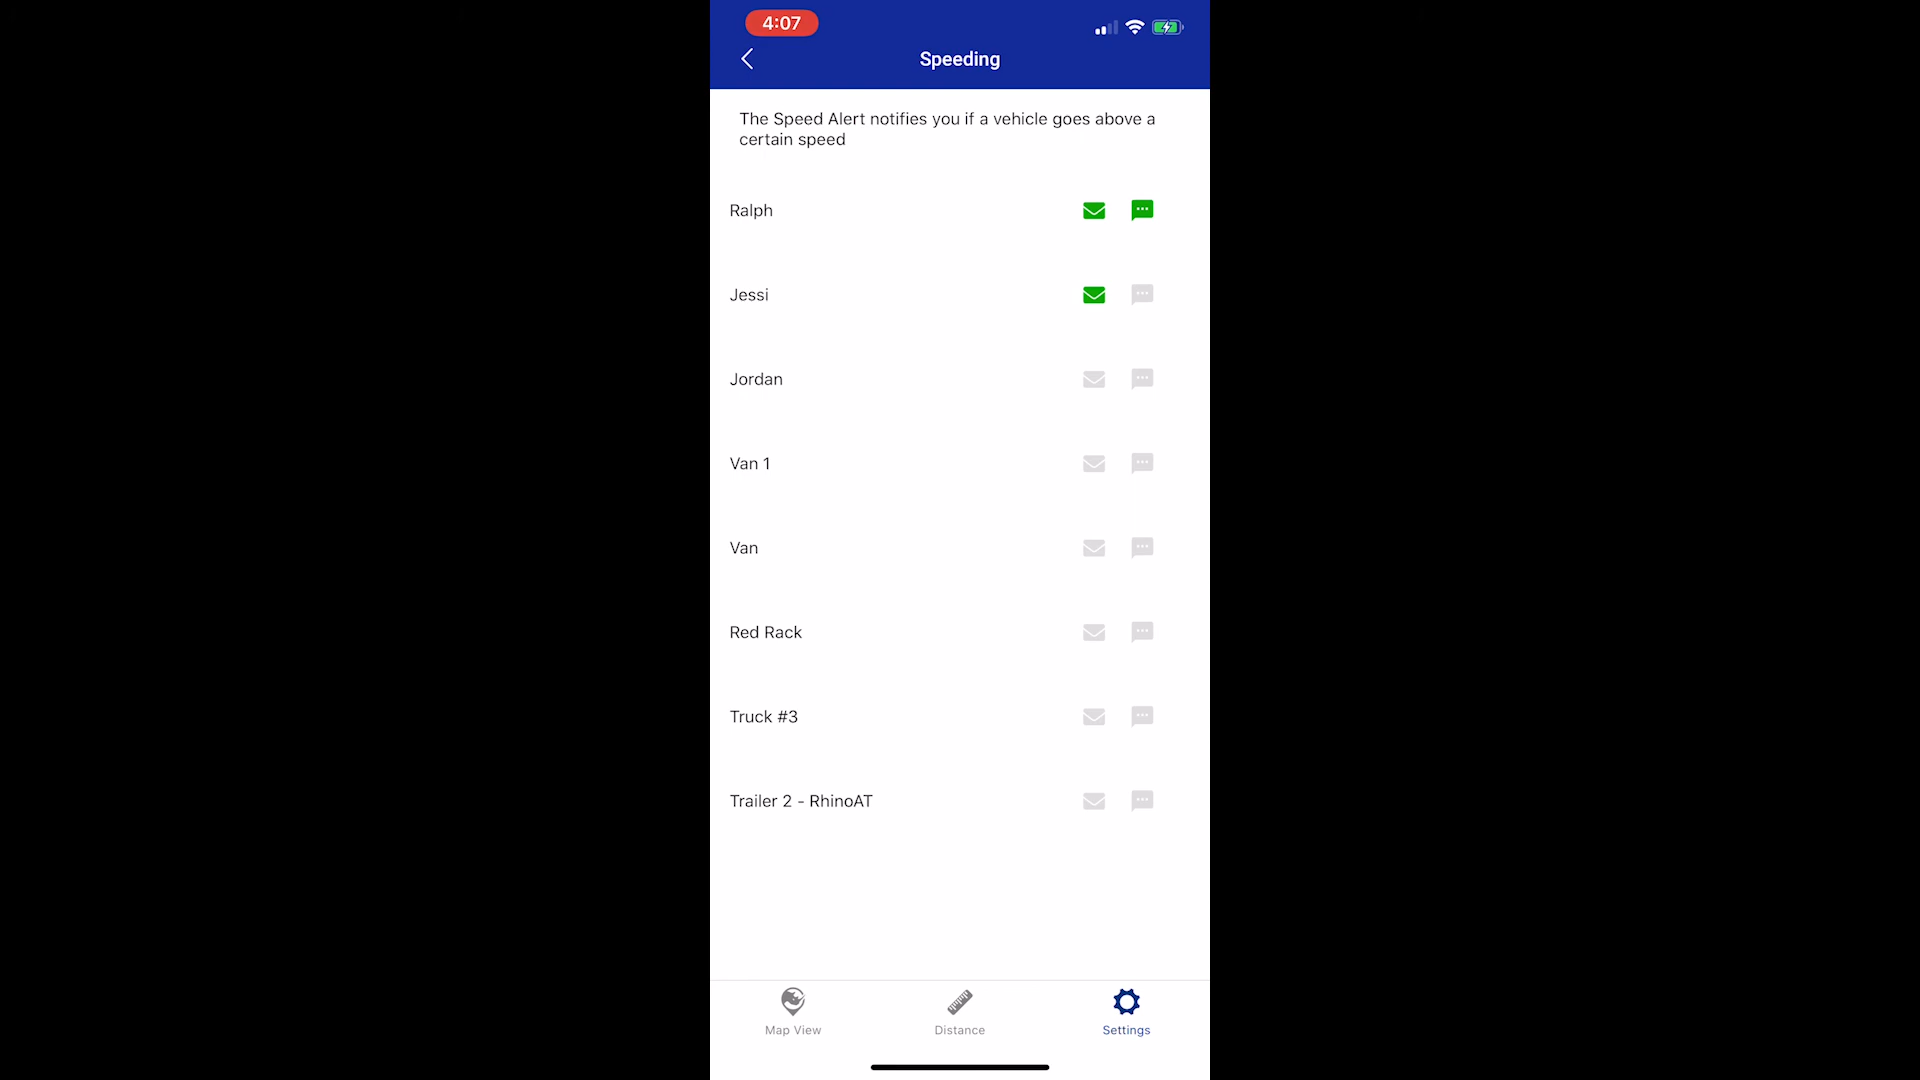 4:07
Speeding
The Speed Alert notifies you if a vehicle goes above a
certain speed
Ralph
Jessi
Jordan
Van 1
Van
Red Rack
Truck #3
Trailer 2 - RhinoAT
Map View
Distance
Settings